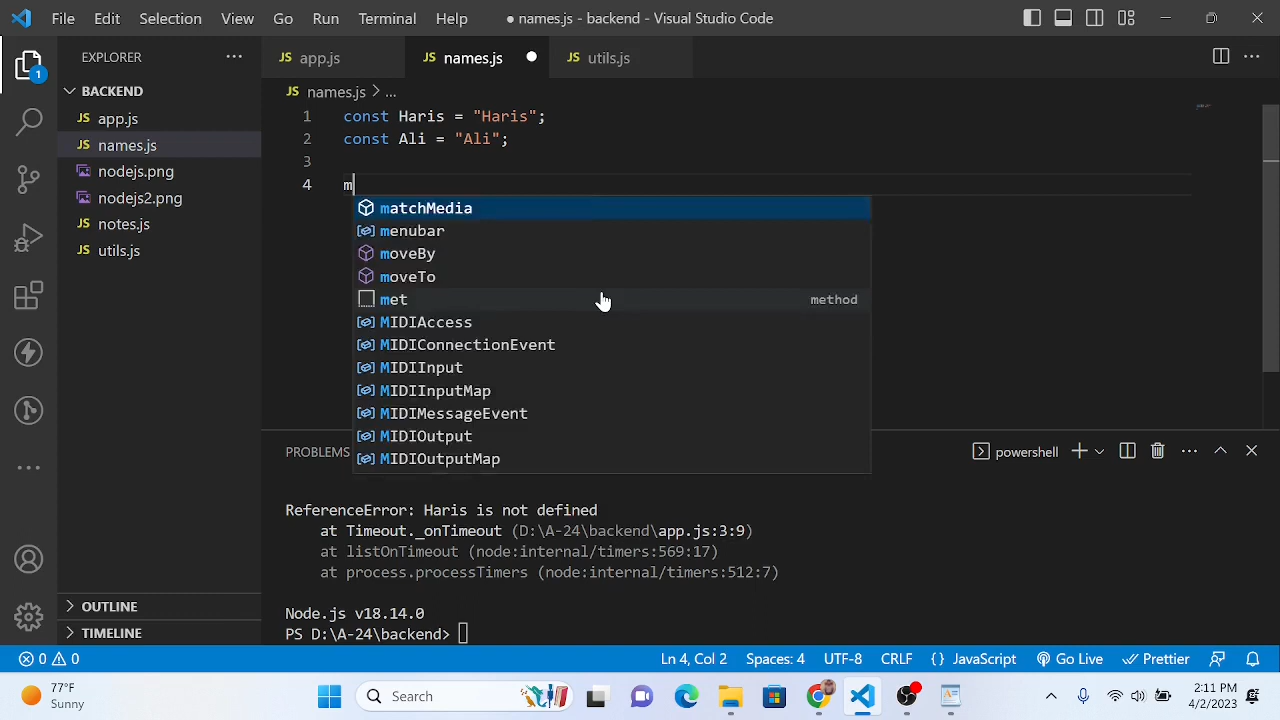 File Edit Selection View Go Run Terminal Help ● names.js - backend - Visual Studio Code
EXPLORER ···
JS app.js JS names.js JS utils.js
1
BACKEND
JS app.js
JS names.js
nodejs.png
nodejs2.png
JS notes.js
JS utils.js
OUTLINE
TIMELINE
JS names.js > ...
1 const Haris = "Haris";
2 const Ali = "Ali";
3
4 m
matchMedia
menubar
moveBy
moveTo
met method
MIDIAccess
MIDIConnectionEvent
MIDIInput
MIDIInputMap
MIDIMessageEvent
MIDIOutput
MIDIOutputMap
PROBLEMS powershell
ReferenceError: Haris is not defined
at Timeout._onTimeout (D:\A-24\backend\app.js:3:9)
at listOnTimeout (node:internal/timers:569:17)
at process.processTimers (node:internal/timers:512:7)
Node.js v18.14.0
PS D:\A-24\backend>
0 0 Ln 4, Col 2 Spaces: 4 UTF-8 CRLF {} JavaScript Go Live Prettier
77°F
Sunny
Search
2:11 PM
4/2/2023